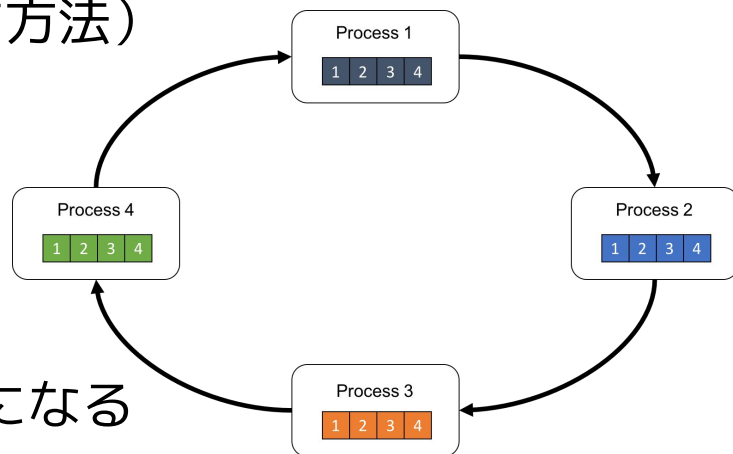 方法）
Process 1
1 2 3 4
Process 4
1 2 3 4
Process 2
1 2 3 4
になる
Process 3
1 2 3 4